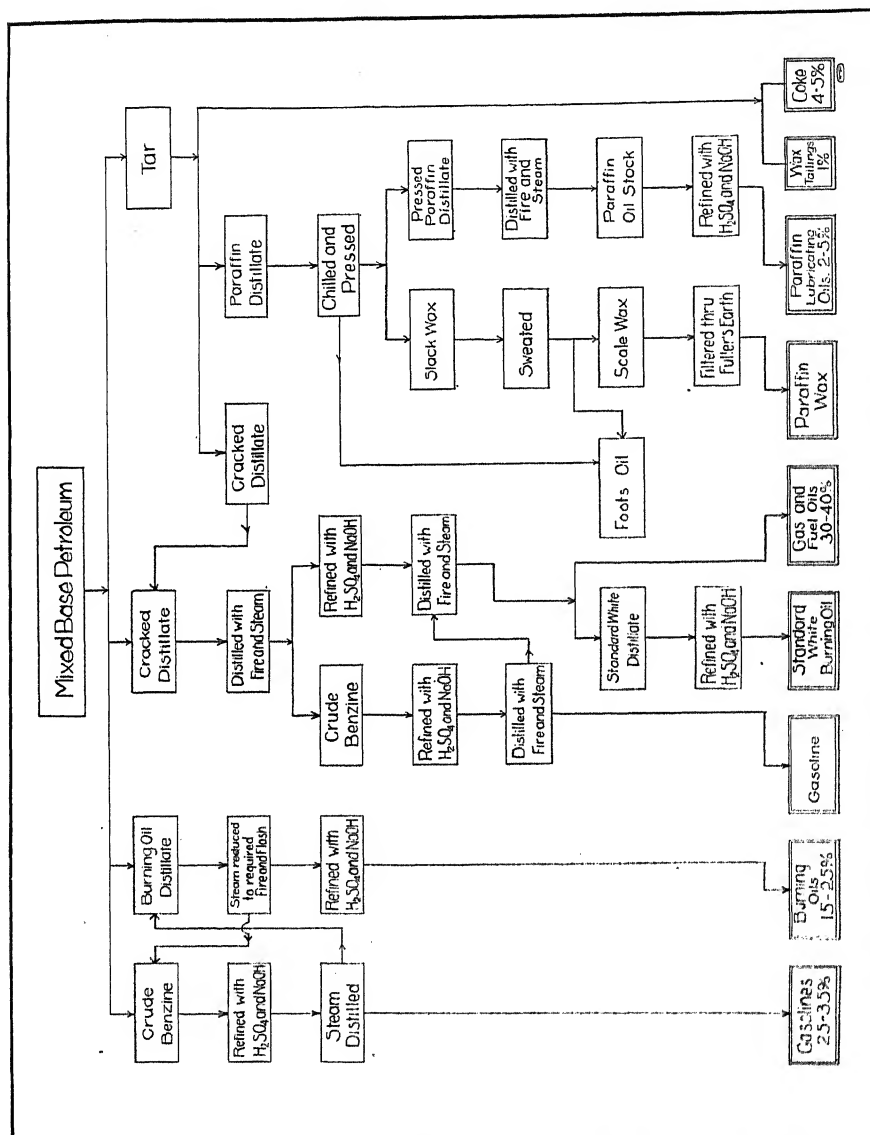 Mixed Base Petroleum
Crude
Benzine
Burning Oil
Distillate
Cracked
Distillate
Tar
Refined with
H₂SO₄ and NaOH
Steam reduced
to required
Fire and Flash
Distilled with
Fire and Steam
Cracked
Distillate
Paraffin
Distillate
Steam
Distilled
Refined with
H₂SO₄ and NaOH
Crude
Benzine
Refined with
H₂SO₄ and NaOH
Chilled and
Pressed
Refined with
H₂SO₄ and NaOH
Distilled with
Fire and Steam
Slack Wax
Pressed
Paraffin
Distillate
Distilled with
Fire and Steam
Sweated
Distilled with
Fire and Steam
Foots Oil
Scale Wax
Paraffin
Oil Stock
Standard White
Distillate
Refined with
H₂SO₄ and NaOH
Filtered thru
Fuller's Earth
Refined with
H₂SO₄ and NaOH
Gasolines
25-35%
Burning
Oils
15-25%
Gasoline
Standard
White
Burning Oil
Gas and
Fuel Oils
30-40%
Paraffin
Wax
Paraffin
Lubricating
Oils. 2-5%
Wax
Tailings
1%
Coke
4-5%